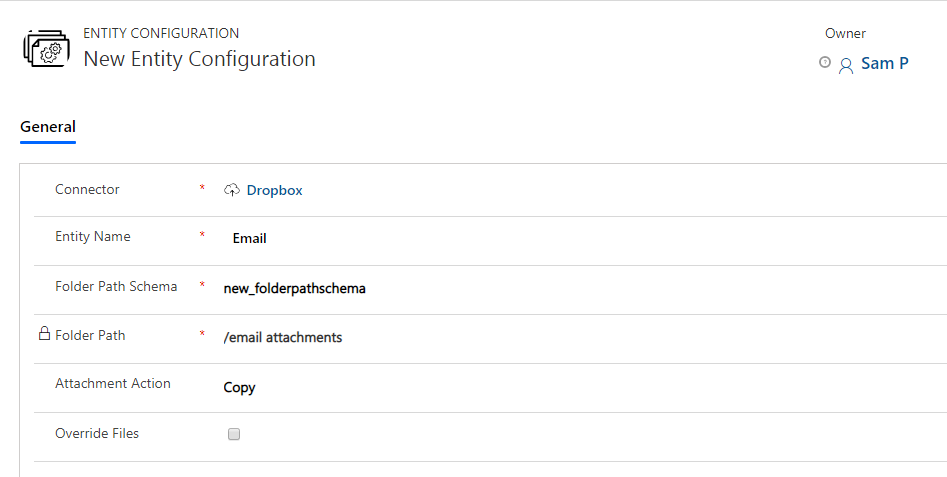 ENTITY CONFIGURATION
New Entity Configuration
Owner
Sam P
General
Connector * Dropbox
Entity Name * Email
Folder Path Schema * new_folderpathschema
Folder Path * /email attachments
Attachment Action Copy
Override Files